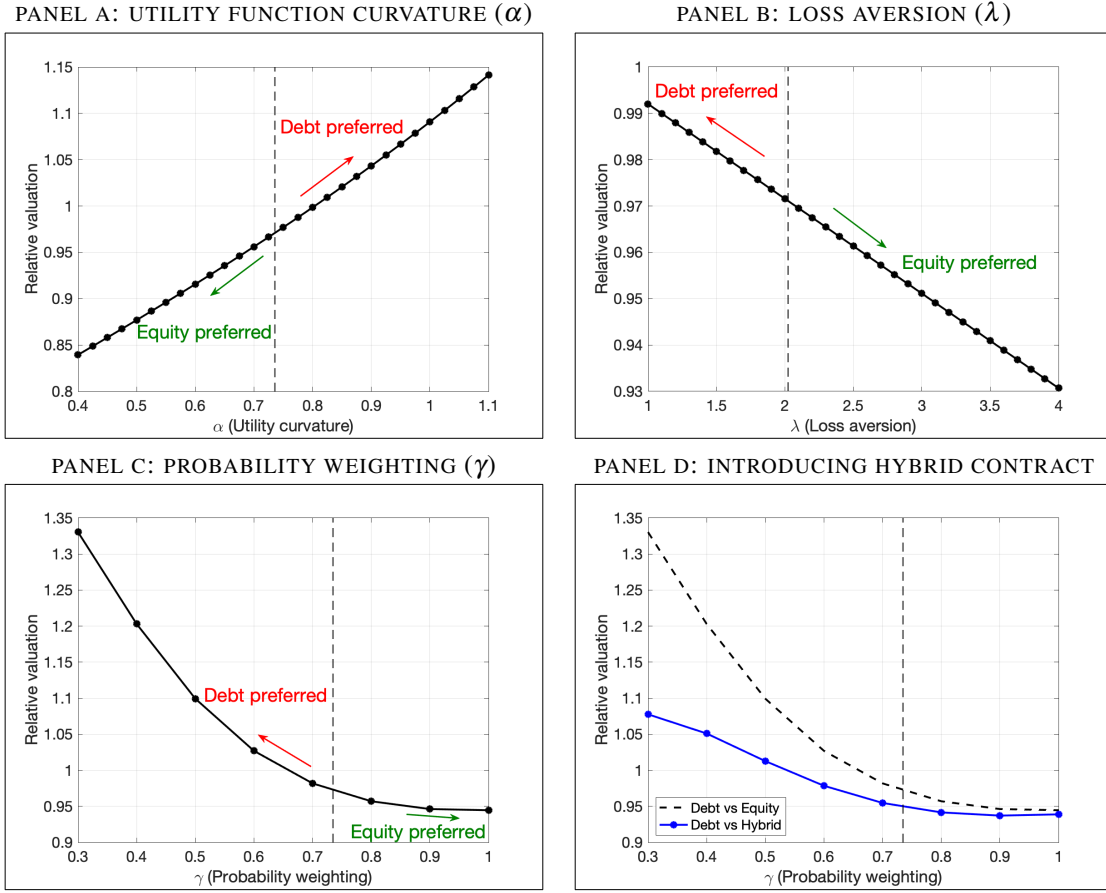 PANEL A: UTILITY FUNCTION CURVATURE (α)
1.15
1.1
1.05
1
0.95
0.9
0.85
0.8
Relative valuation
Debt preferred
Equity preferred
0.4 0.5 0.6 0.7 0.8 0.9 1 1.1
α (Utility curvature)
PANEL B: LOSS AVERSION (λ)
1
0.99
0.98
0.97
0.96
0.95
0.94
0.93
Relative valuation
Debt preferred
Equity preferred
1 1.5 2 2.5 3 3.5 4
λ (Loss aversion)
PANEL C: PROBABILITY WEIGHTING (γ)
1.35
1.3
1.25
1.2
1.15
1.1
1.05
1
0.95
0.9
Relative valuation
Debt preferred
Equity preferred
0.3 0.4 0.5 0.6 0.7 0.8 0.9 1
γ (Probability weighting)
PANEL D: INTRODUCING HYBRID CONTRACT
1.35
1.3
1.25
1.2
1.15
1.1
1.05
1
0.95
0.9
Relative valuation
Debt vs Equity
Debt vs Hybrid
0.3 0.4 0.5 0.6 0.7 0.8 0.9 1
γ (Probability weighting)